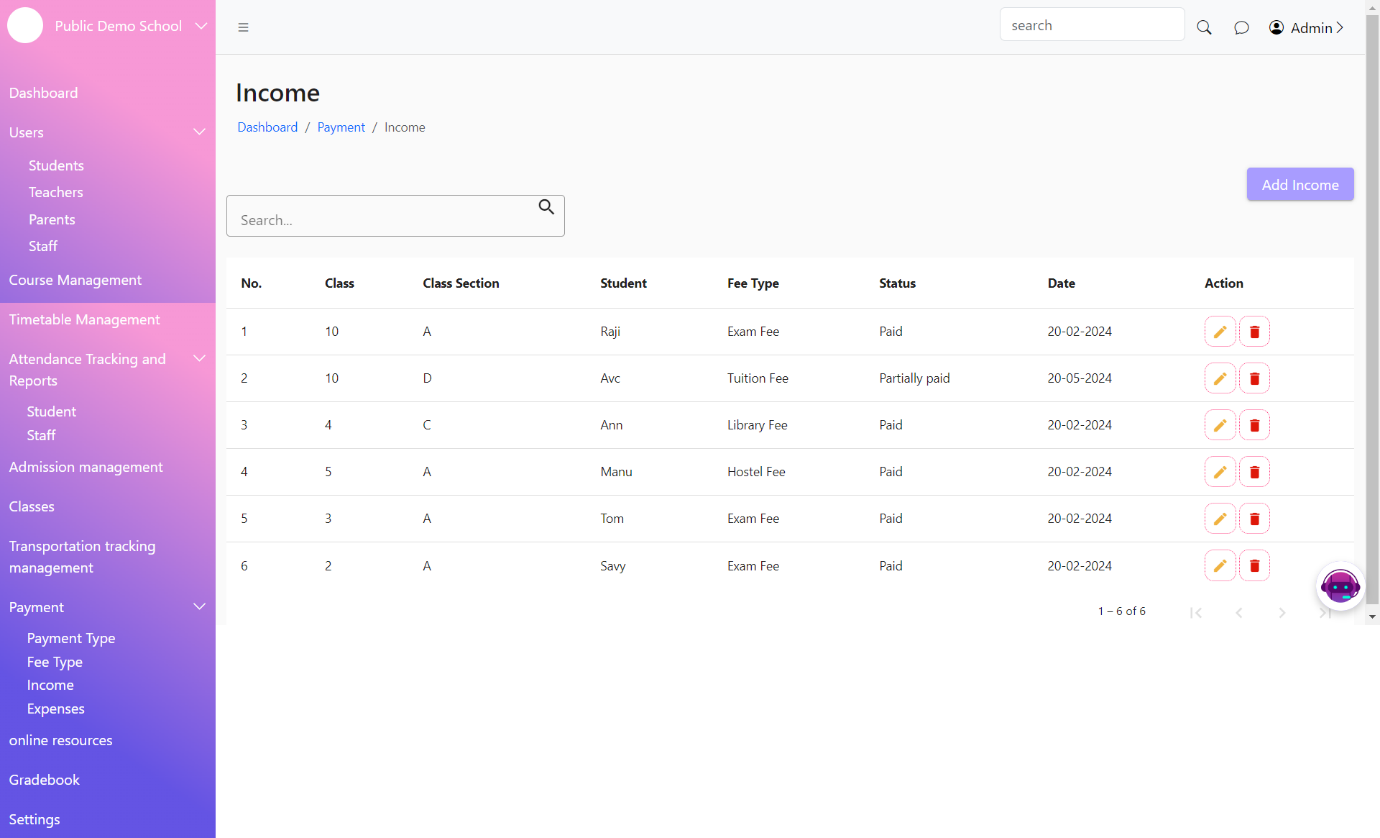 Public Demo School
search
Admin
Dashboard
Users
Students
Teachers
Parents
Staff
Course Management
Timetable Management
Attendance Tracking and
Reports
Student
Staff
Admission management
Classes
Transportation tracking
management
Payment
Payment Type
Fee Type
Income
Expenses
online resources
Gradebook
Settings
Income
Dashboard / Payment / Income
Add Income
Search...
No. Class Class Section Student Fee Type Status Date Action
1 10 A Raji Exam Fee Paid 20-02-2024
2 10 D Avc Tuition Fee Partially paid 20-05-2024
3 4 C Ann Library Fee Paid 20-02-2024
4 5 A Manu Hostel Fee Paid 20-02-2024
5 3 A Tom Exam Fee Paid 20-02-2024
6 2 A Savy Exam Fee Paid 20-02-2024
1 – 6 of 6